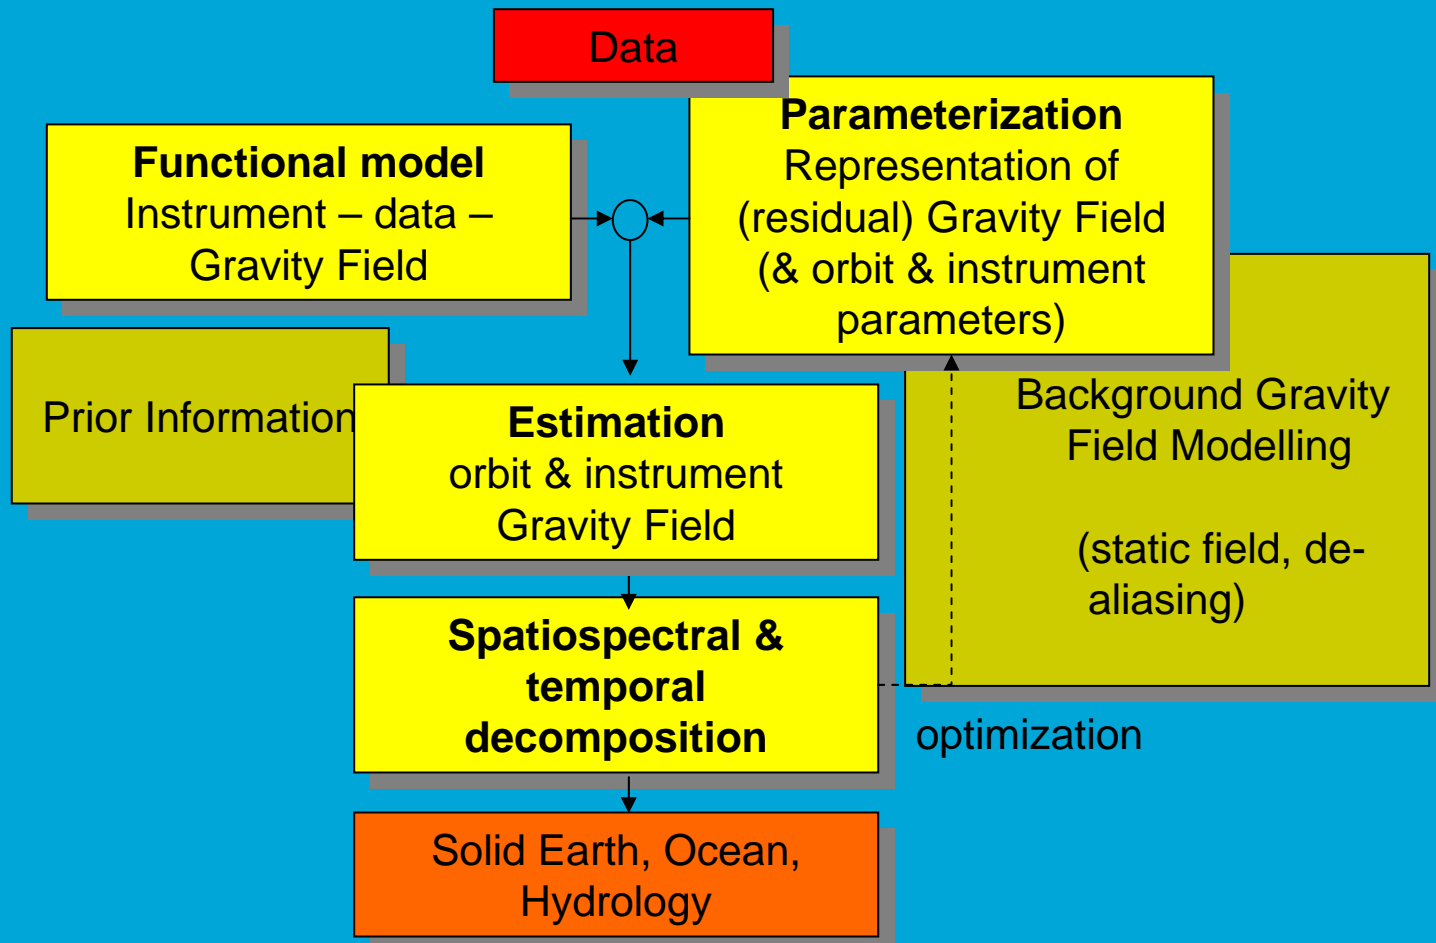 Data
Functional model
Instrument – data –
Gravity Field
Parameterization
Representation of
(residual) Gravity Field
(& orbit & instrument
parameters)
Prior Information
Estimation
orbit & instrument
Gravity Field
Background Gravity
Field Modelling
(static field, de-
aliasing)
Spatiospectral &
temporal
decomposition
optimization
Solid Earth, Ocean,
Hydrology